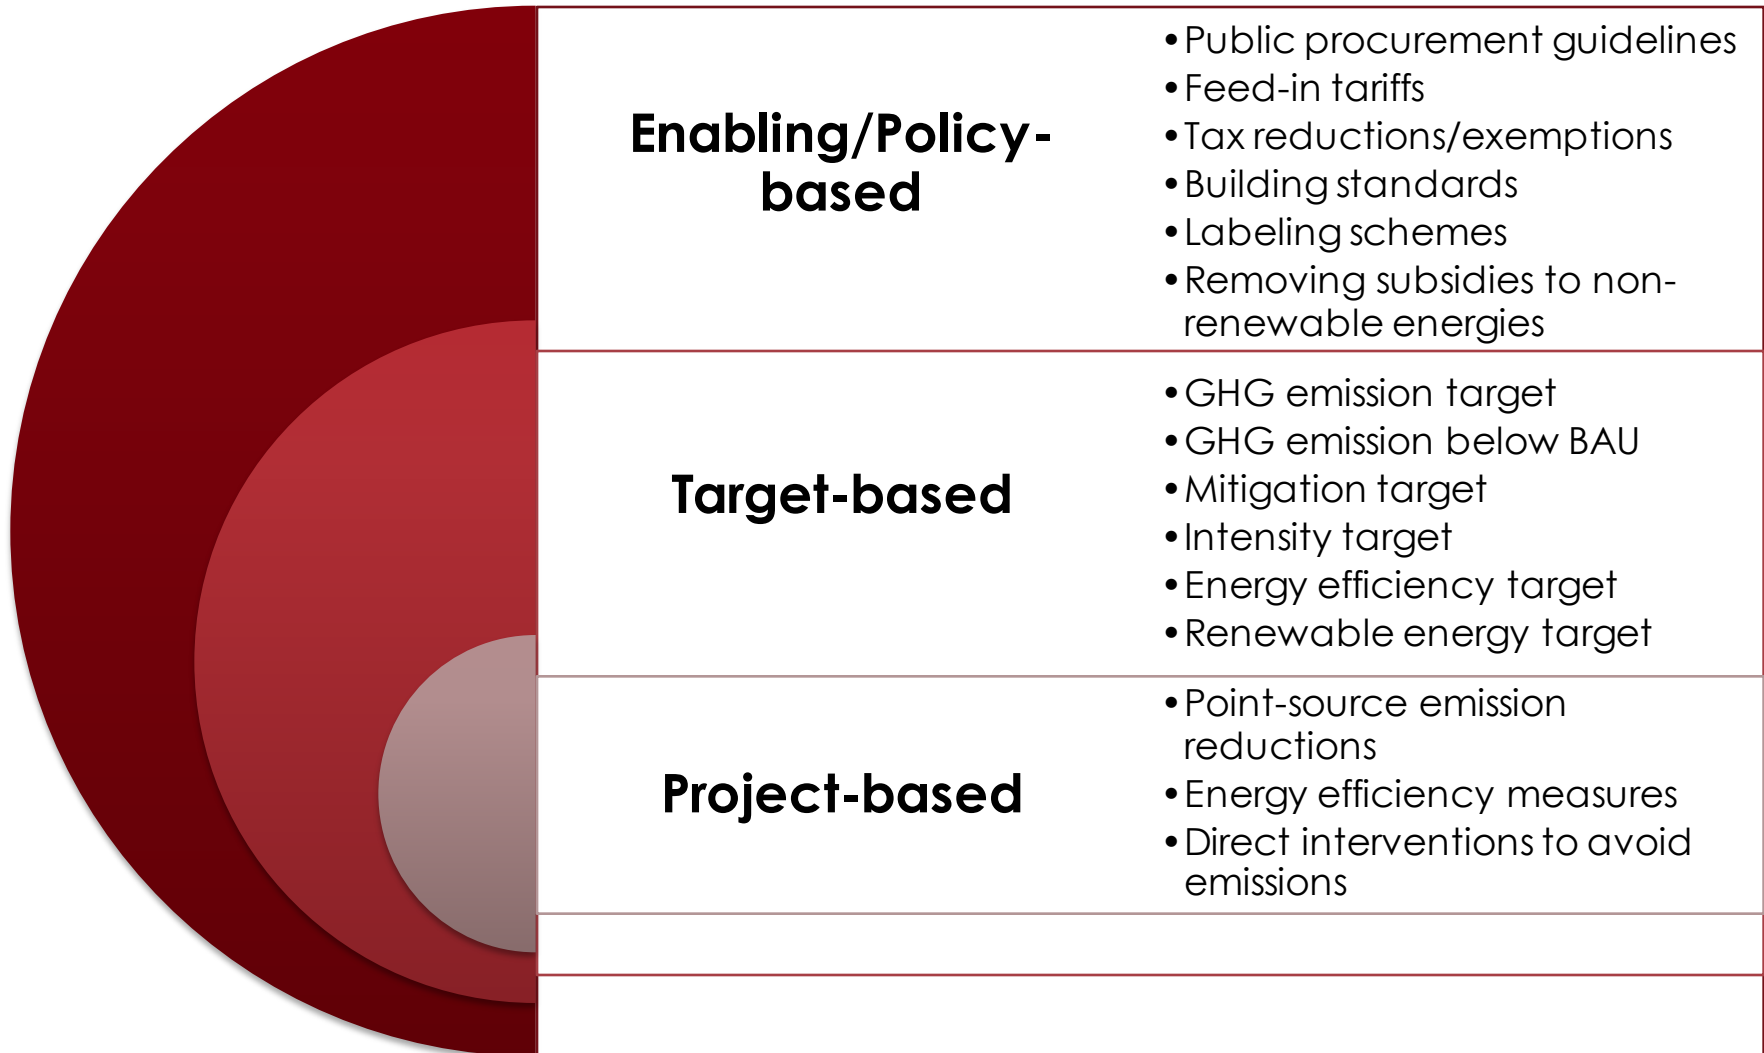 Enabling/Policy-
based
•Public procurement guidelines
•Feed-in tariffs
•Tax reductions/exemptions
•Building standards
•Labeling schemes
•Removing subsidies to non-
renewable energies
Target-based
•GHG emission target
•GHG emission below BAU
•Mitigation target
•Intensity target
•Energy efficiency target
•Renewable energy target
Project-based
•Point-source emission
reductions
•Energy efficiency measures
•Direct interventions to avoid
emissions